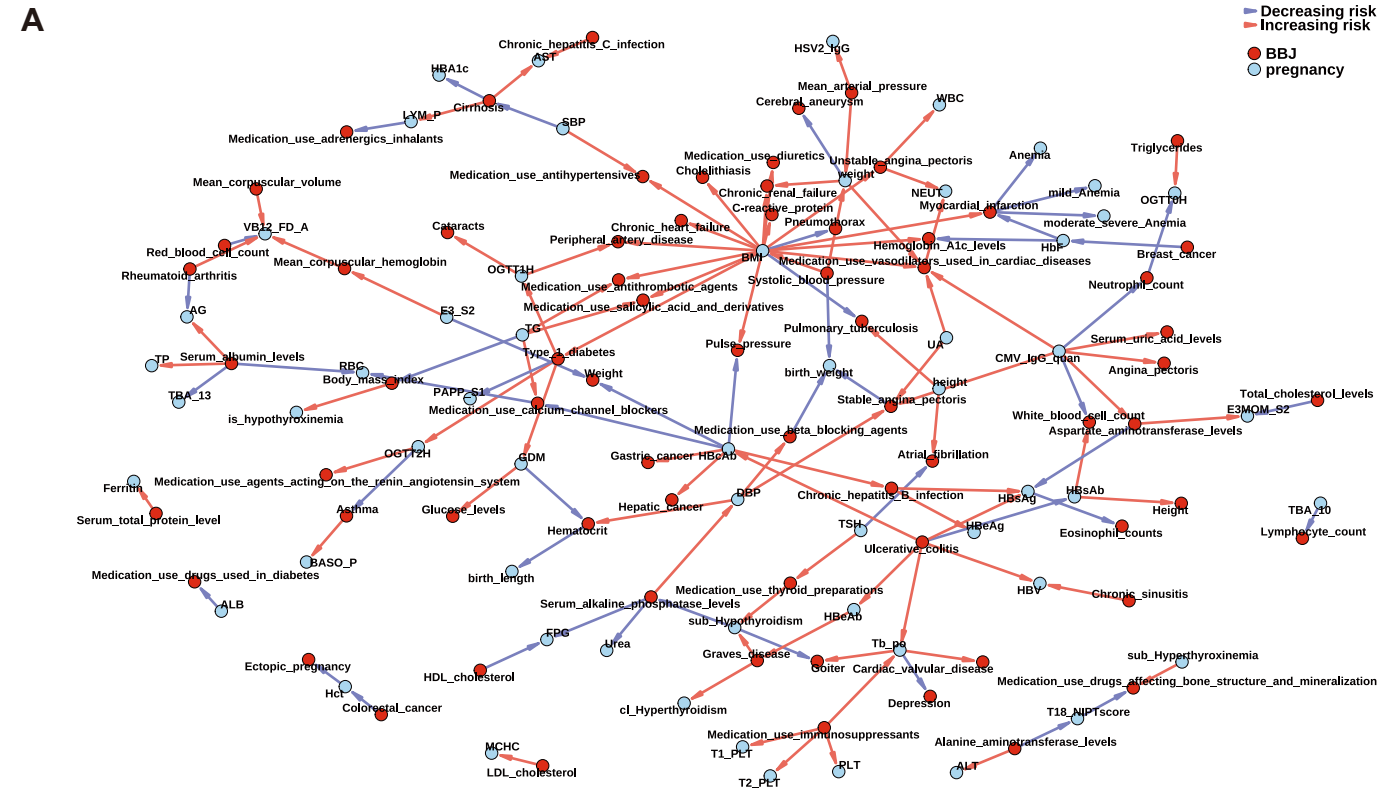 A
Decreasing risk
Increasing risk
BBJ
pregnancy
Chronic_hepatitis_C_infection
AST
HBA1c
HSV2_IgG
Mean_arterial_pressure
Cerebral_aneurysm
WBC
Cirrhosis
LYM_P
SBP
Medication_use_adrenergics_inhalants
Triglycerides
Anemia
Medication_use_diuretics
Unstable_angina_pectoris
Cholelithiasis
weight
Medication_use_antihypertensives
Mean_corpuscular_volume
Chronic_renal_failure
NEUT
mild_Anemia
OGTT0H
Myocardial_infarction
C-reactive_protein
moderate_severe_Anemia
Pneumothorax
VB12_FD_A
Cataracts
Chronic_heart_failure
Peripheral_artery_disease
Hemoglobin_A1c_levels
HbF
Red_blood_cell_count
Breast_cancer
BMI
Medication_use_vasodilators_used_in_cardiac_diseases
Mean_corpuscular_hemoglobin
OGTT1H
Rheumatoid_arthritis
Systolic_blood_pressure
Neutrophil_count
Medication_use_antithrombotic_agents
Medication_use_salicylic_acid_and_derivatives
AG
E3_S2
TG
Pulmonary_tuberculosis
Serum_uric_acid_levels
Pulse_pressure
UA
Type_1_diabetes
TP
Serum_albumin_levels
CMV_IgG_quan
RBC
Angina_pectoris
Body_mass_index
Weight
birth_weight
height
PAPP_S1
TBA_13
Total_cholesterol_levels
Stable_angina_pectoris
is_hypothyroxinemia
Medication_use_calcium_channel_blockers
White_blood_cell_count
E3MOM_S2
Medication_use_beta_blocking_agents
Aspartate_aminotransferase_levels
OGTT2H
GDM
Gastric_cancer
HBcAb
Atrial_fibrillation
Medication_use_agents_acting_on_the_renin_angiotensin_system
Ferritin
DBP
Chronic_hepatitis_B_infection
HBsAg
HBsAb
Hepatic_cancer
Asthma
Glucose_levels
Height
TBA_10
Serum_total_protein_level
Hematocrit
TSH
HBeAg
Eosinophil_counts
Lymphocyte_count
Ulcerative_colitis
BASO_P
birth_length
Medication_use_drugs_used_in_diabetes
Medication_use_thyroid_preparations
HBV
Chronic_sinusitis
ALB
Serum_alkaline_phosphatase_levels
HBeAb
sub_Hypothyroidism
FPG
Urea
Tb_po
Graves_disease
sub_Hyperthyroxinemia
Ectopic_pregnancy
HDL_cholesterol
Goiter
Cardiac_valvular_disease
Medication_use_drugs_affecting_bone_structure_and_mineralization
Hct
Colorectal_cancer
cl_Hyperthyroidism
Depression
T18_NIPTscore
Medication_use_immunosuppressants
Alanine_aminotransferase_levels
MCHC
T1_PLT
LDL_cholesterol
PLT
ALT
T2_PLT